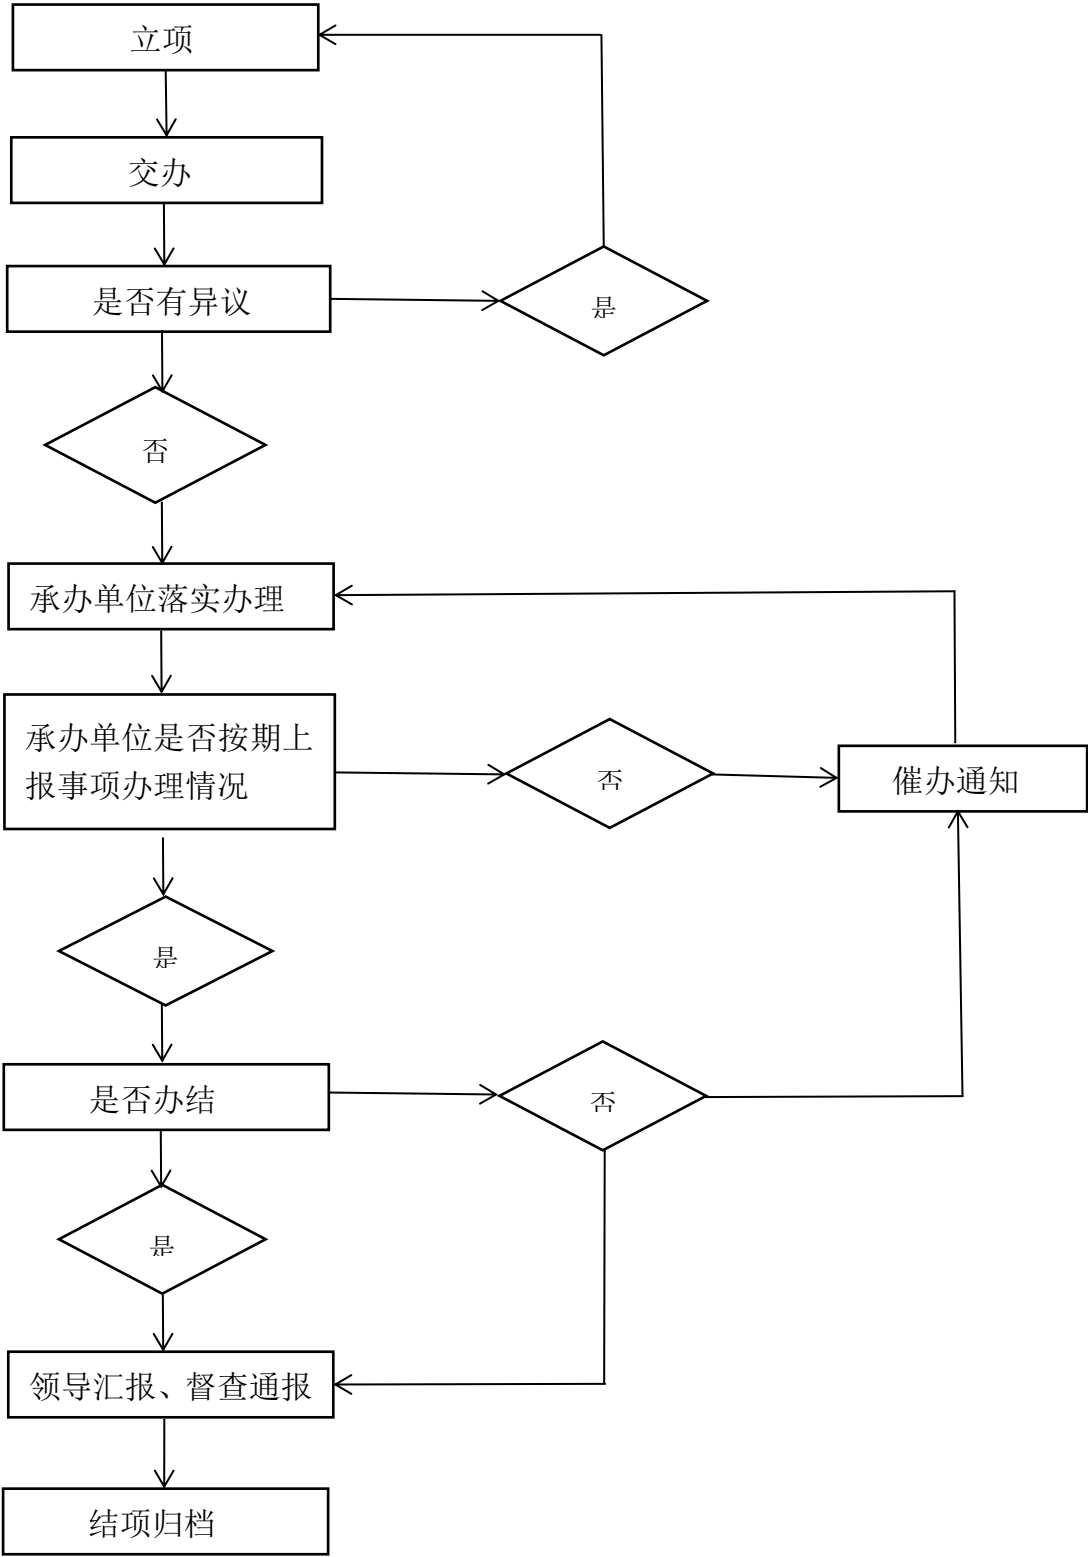 立项
交办
是否有异议
是
否
承办单位落实办理
承办单位是否按期上
报事项办理情况
否
催办通知
是
是否办结
否
是
领导汇报、督查通报
结项归档